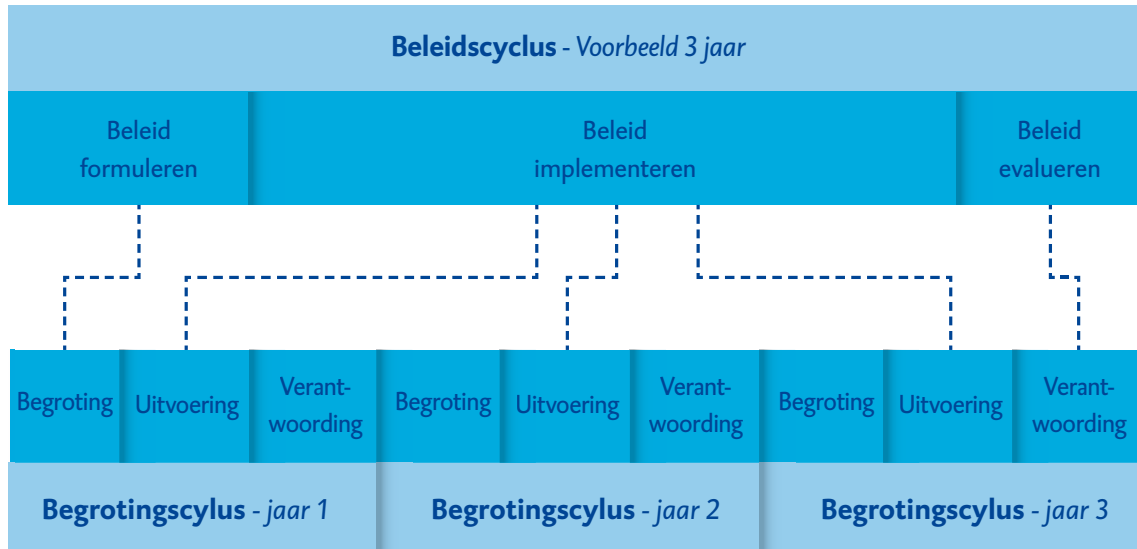 Beleidscyclus - Voorbeeld 3 jaar
Beleid
formuleren
Beleid
implementeren
Beleid
evalueren
Begroting
Uitvoering
Verant-
woording
Begroting
Uitvoering
Verant-
woording
Begroting
Uitvoering
Verant-
woording
Begrotingscylus - jaar 1
Begrotingscylus - jaar 2
Begrotingscylus - jaar 3